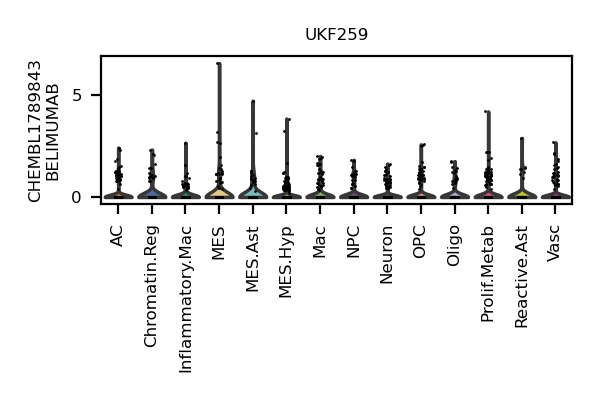 UKF259
CHEMBL1789843
BELIMUMAB
5
0
AC
Chromatin.Reg
Inflammatory.Mac
MES
MES.Ast
MES.Hyp
Mac
NPC
Neuron
OPC
Oligo
Prolif.Metab
Reactive.Ast
Vasc